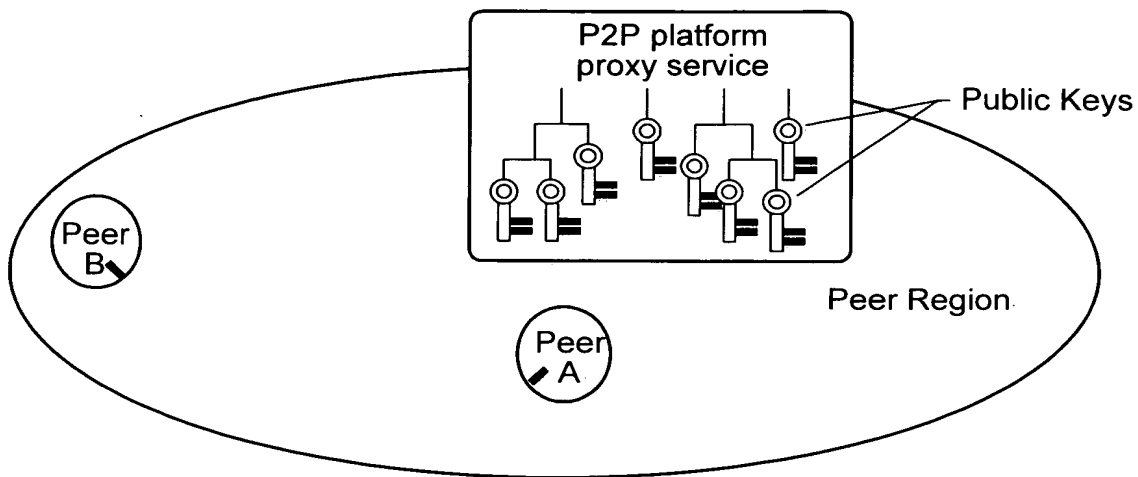 P2P platform
proxy service
Public Keys
Peer
B
Peer Region
Peer
A